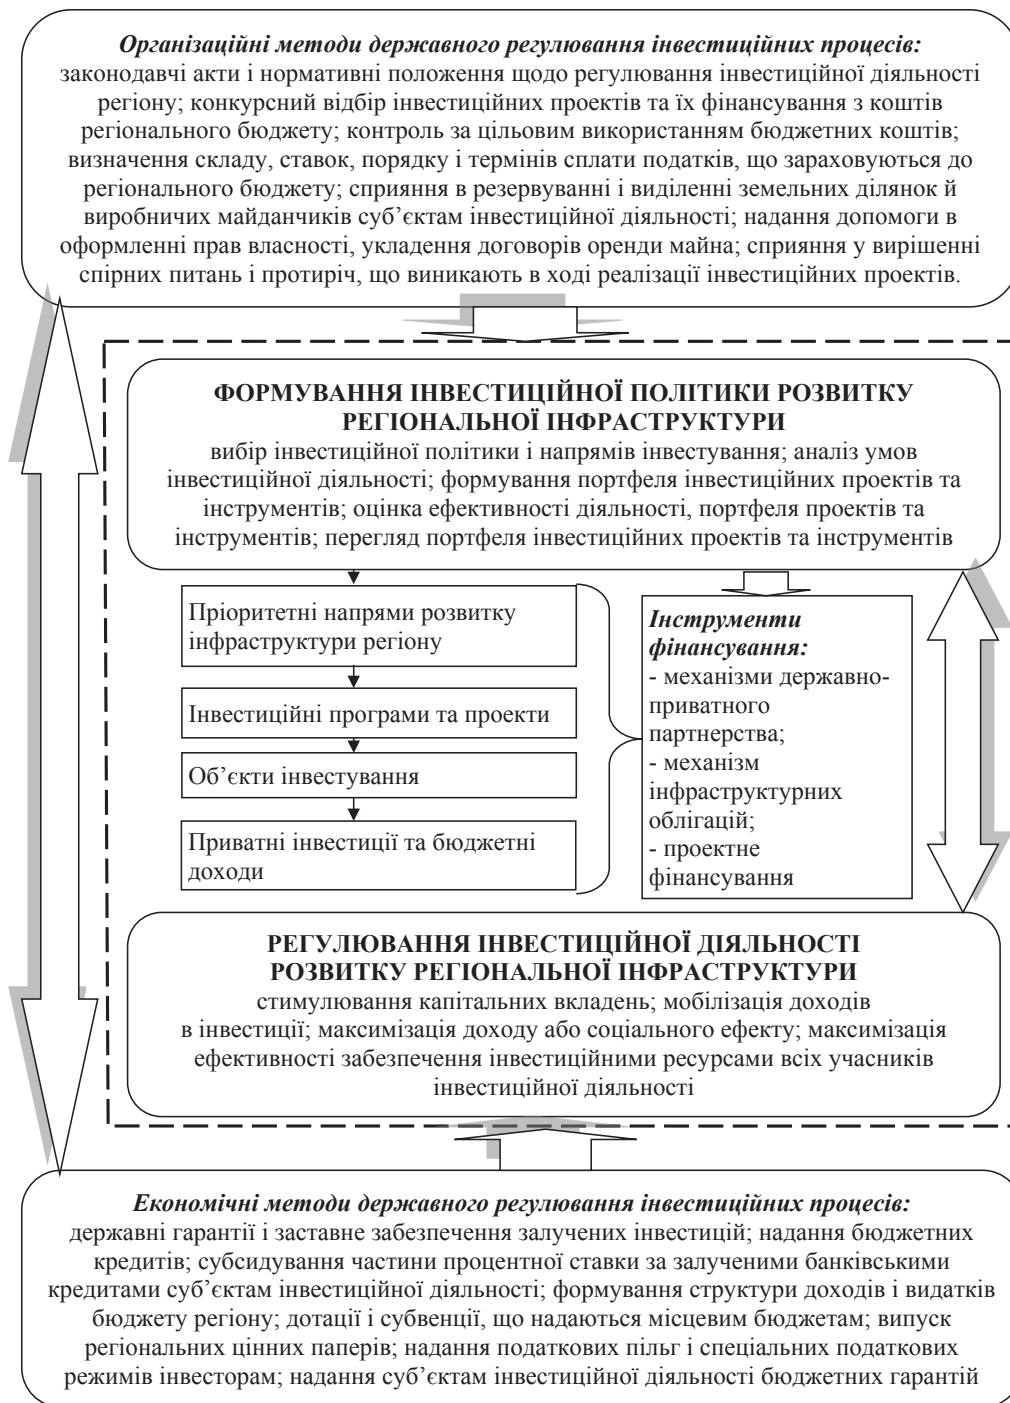 Організаційні методи державного регулювання інвестиційних процесів:
законодавчі акти і нормативні положення щодо регулювання інвестиційної діяльності
регіону; конкурсний відбір інвестиційних проектів та їх фінансування з коштів
регіонального бюджету; контроль за цільовим використанням бюджетних коштів;
визначення складу, ставок, порядку і термінів сплати податків, що зараховуються до
регіонального бюджету; сприяння в резервуванні і виділенні земельних ділянок й
виробничих майданчиків суб’єктам інвестиційної діяльності; надання допомоги в
оформленні прав власності, укладення договорів оренди майна; сприяння у вирішенні
спірних питань і протиріч, що виникають в ході реалізації інвестиційних проектів.
ФОРМУВАННЯ ІНВЕСТИЦІЙНОЇ ПОЛІТИКИ РОЗВИТКУ
РЕГІОНАЛЬНОЇ ІНФРАСТРУКТУРИ
вибір інвестиційної політики і напрямів інвестування; аналіз умов
інвестиційної діяльності; формування портфеля інвестиційних проектів та
інструментів; оцінка ефективності діяльності, портфеля проектів та
інструментів; перегляд портфеля інвестиційних проектів та інструментів
Пріоритетні напрями розвитку
інфраструктури регіону
Інвестиційні програми та проекти
Об’єкти інвестування
Приватні інвестиції та бюджетні
доходи
Інструменти
фінансування:
- механізми державно-
приватного
партнерства;
- механізм
інфраструктурних
облігацій;
- проектне
фінансування
РЕГУЛЮВАННЯ ІНВЕСТИЦІЙНОЇ ДІЯЛЬНОСТІ
РОЗВИТКУ РЕГІОНАЛЬНОЇ ІНФРАСТРУКТУРИ
стимулювання капітальних вкладень; мобілізація доходів
в інвестиції; максимізація доходу або соціального ефекту; максимізація
ефективності забезпечення інвестиційними ресурсами всіх учасників
інвестиційної діяльності
Економічні методи державного регулювання інвестиційних процесів:
державні гарантії і заставне забезпечення залучених інвестицій; надання бюджетних
кредитів; субсидування частини процентної ставки за залученими банківськими
кредитами суб’єктам інвестиційної діяльності; формування структури доходів і видатків
бюджету регіону; дотації і субвенції, що надаються місцевим бюджетам; випуск
регіональних цінних паперів; надання податкових пільг і спеціальних податкових
режимів інвесторам; надання суб’єктам інвестиційної діяльності бюджетних гарантій